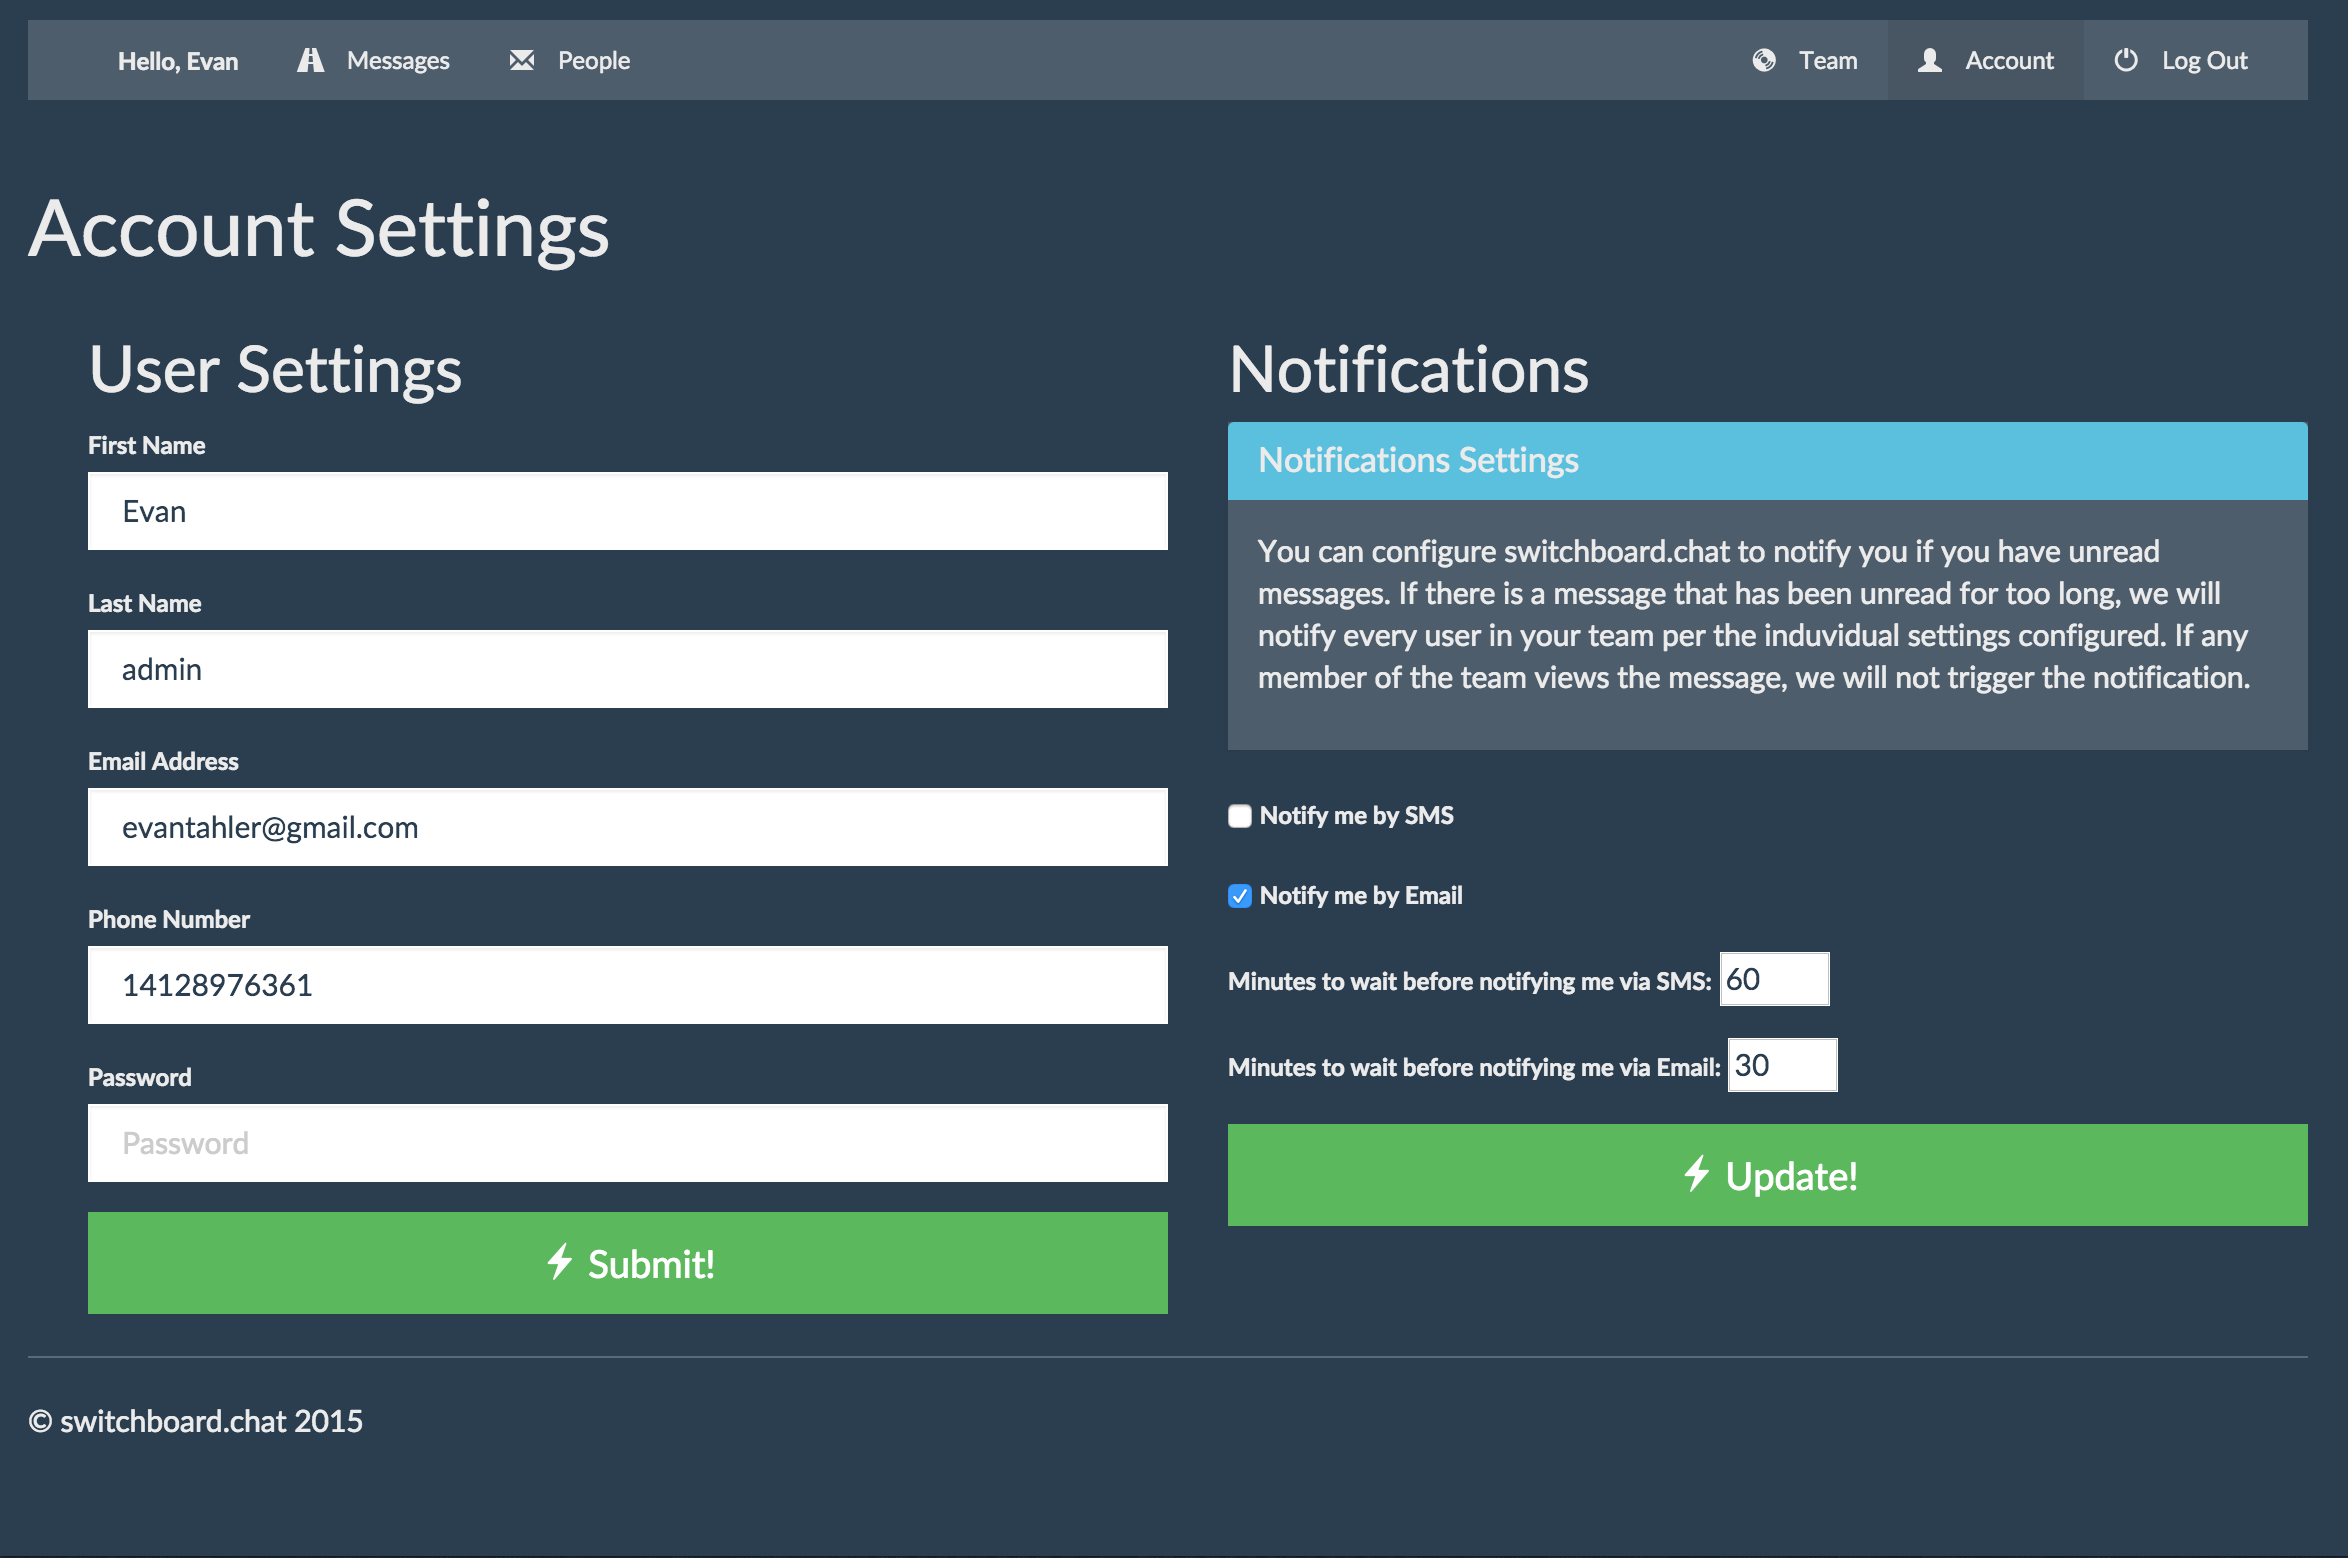 Hello, Evan Messages People Team Account Log Out
Account Settings
User Settings
First Name
Evan
Last Name
admin
Email Address
evantahler@gmail.com
Phone Number
14128976361
Password
Password
Submit!
Notifications
Notifications Settings
You can configure switchboard.chat to notify you if you have unread
messages. If there is a message that has been unread for too long, we will
notify every user in your team per the induvidual settings configured. If any
member of the team views the message, we will not trigger the notification.
Notify me by SMS
Notify me by Email
Minutes to wait before notifying me via SMS: 60
Minutes to wait before notifying me via Email: 30
Update!
© switchboard.chat 2015